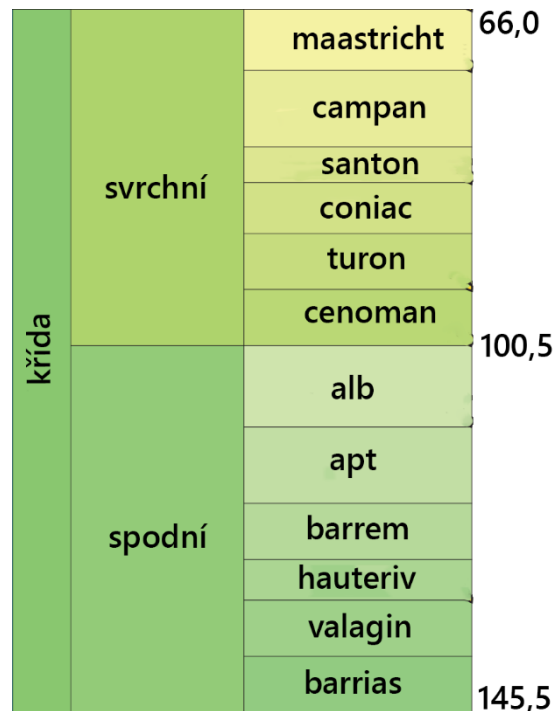 křída
svrchní
maastricht
66,0
campan
santon
coniac
turon
cenoman
100,5
spodní
alb
apt
barrem
hauteriv
valagin
barrias
145,5